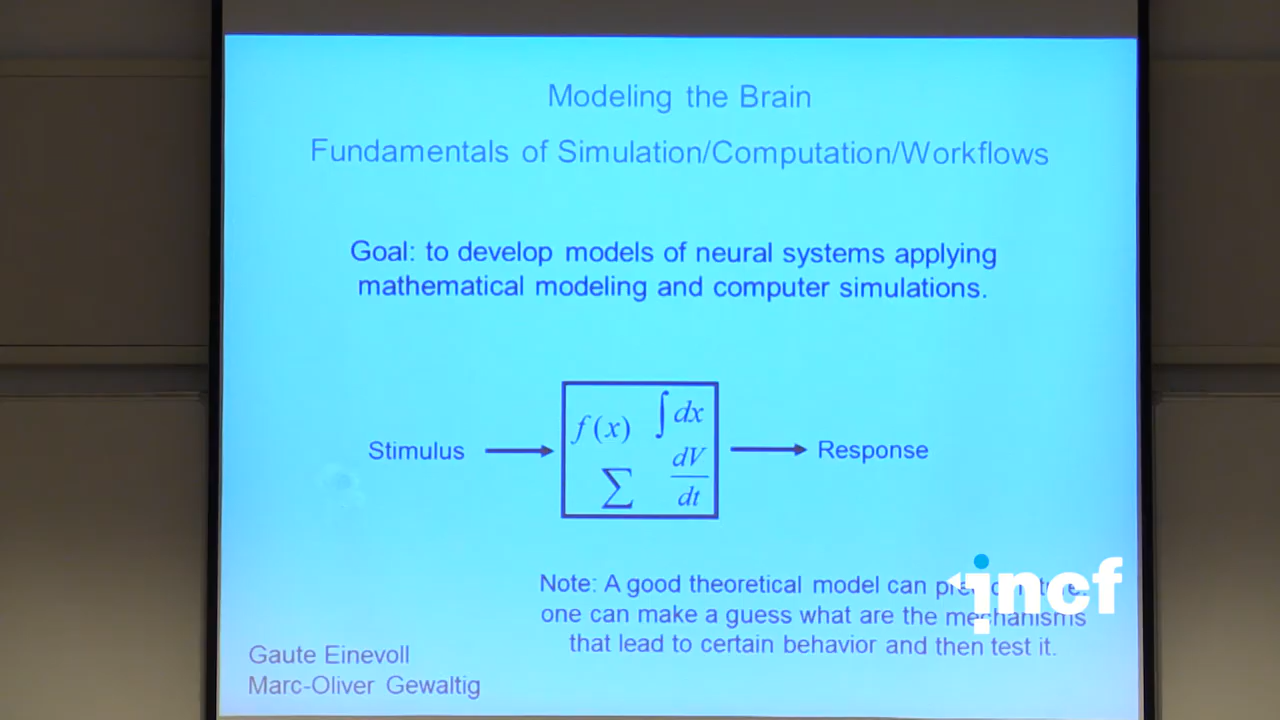 Modeling the Brain
Fundamentals of Simulation/Computation/Workflows
Goal: to develop models of neural systems applying
mathematical modeling and computer simulations.
Stimulus
f(x) ∫dx
∑ dV/dt
Response
Note: A good theoretical model can
one can make a guess what are the mechanisms
that lead to certain behavior and then test it.
incf
Gaute Einevoll
Marc-Oliver Gewaltig